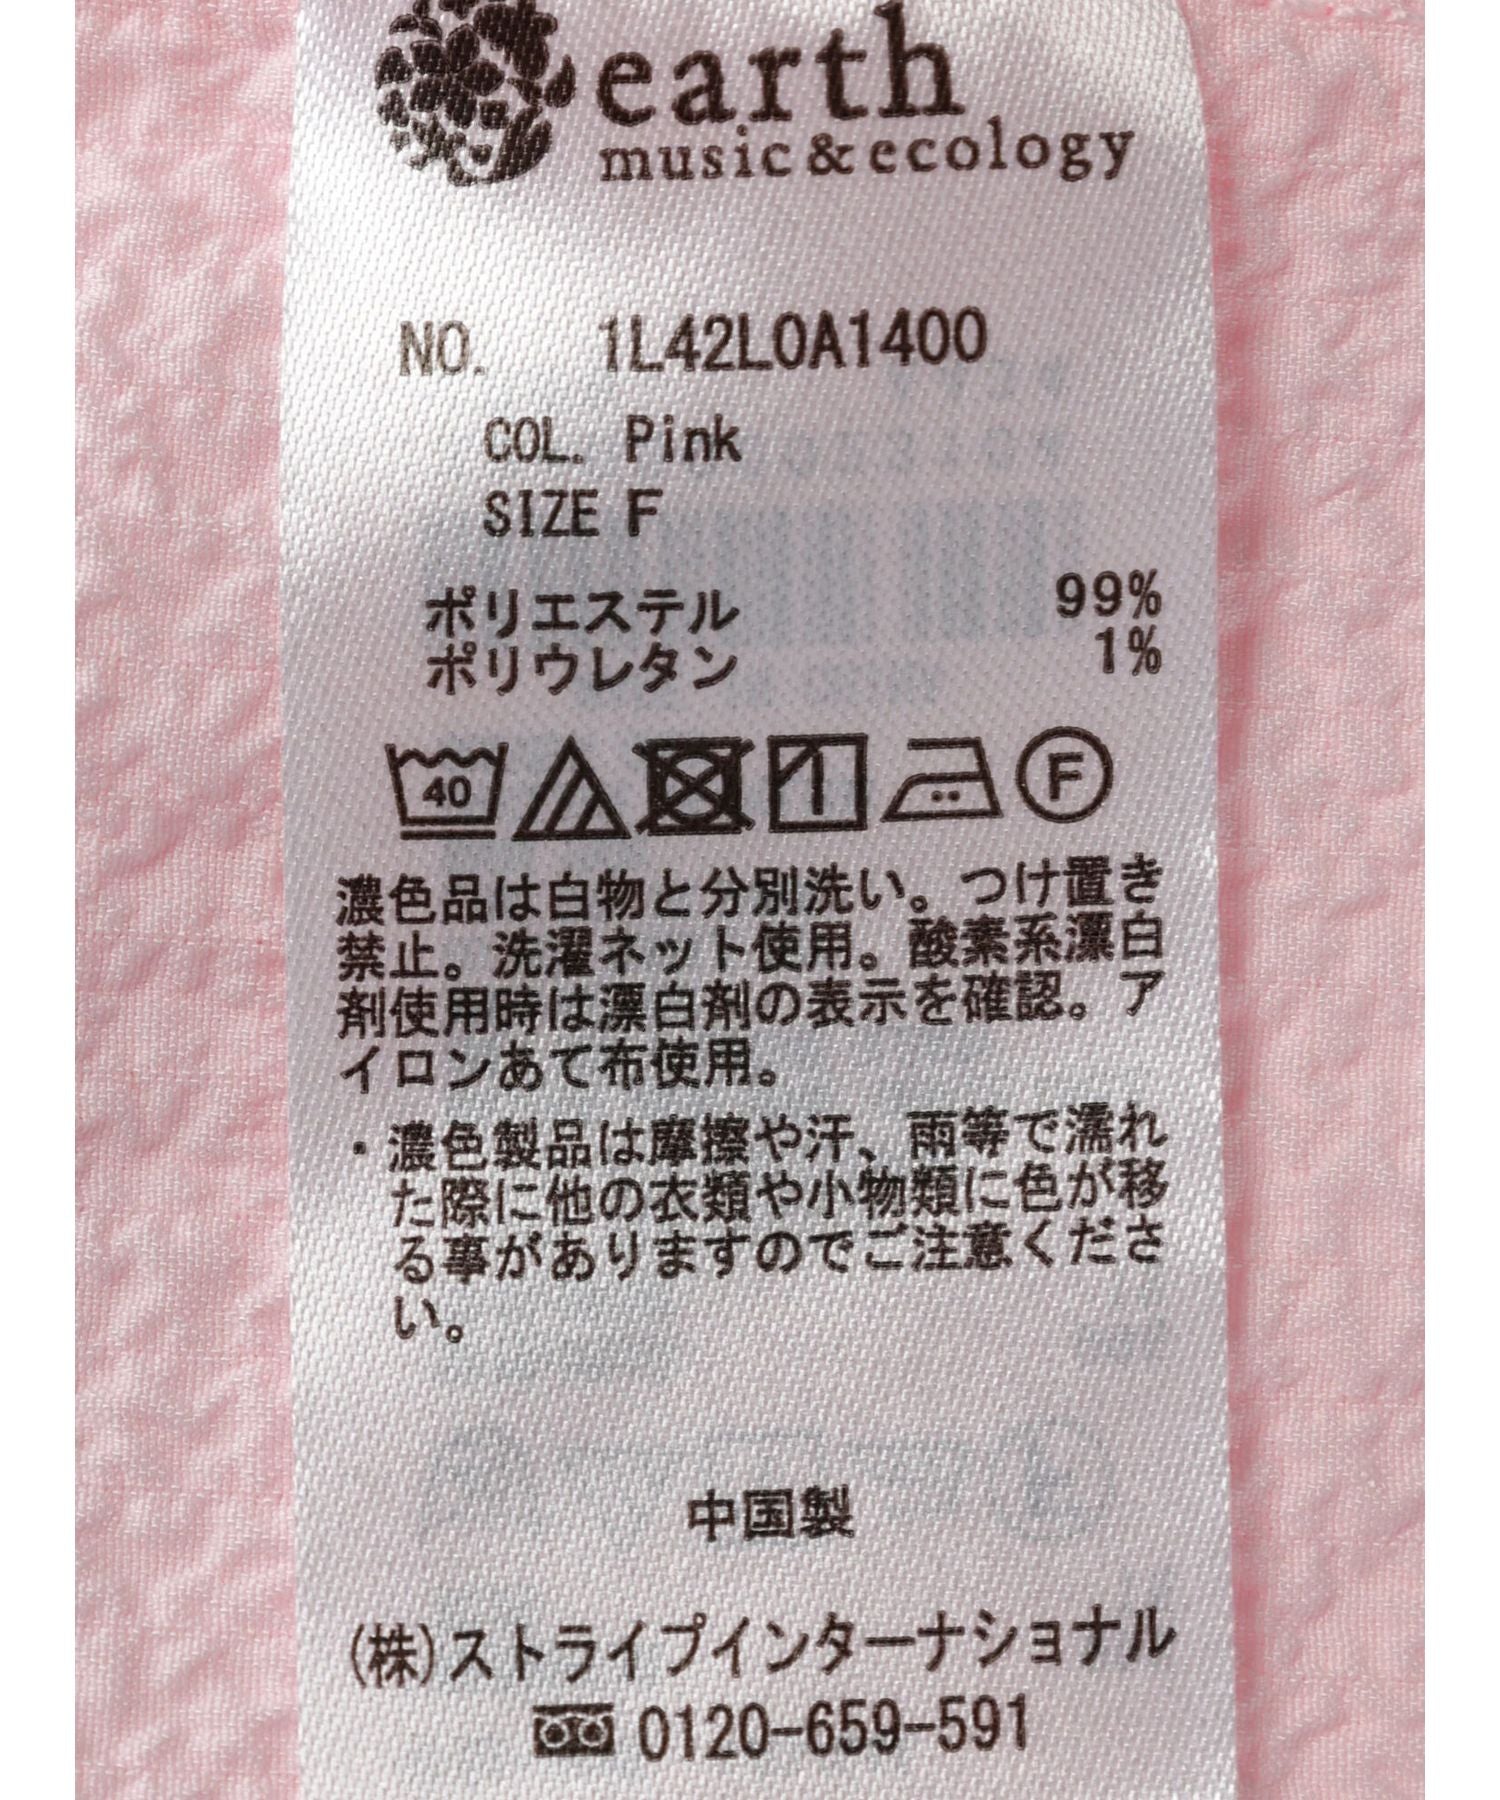 earth
music&ecology
NO. 1L42L0A1400
COL. Pink
SIZE F
ポリエステル 99%
ポリウレタン 1%
40 F
濃色品は白物と分別洗い。つけ置き
禁止。洗濯ネット使用。酸素系漂白
剤使用時は漂白剤の表示を確認。ア
イロンあて布使用。
・濃色製品は摩擦や汗、雨等で濡れ
た際に他の衣類や小物類に色が移
る事がありますのでご注意くださ
い。
中国製
(株)ストライプインターナショナル
0120-659-591